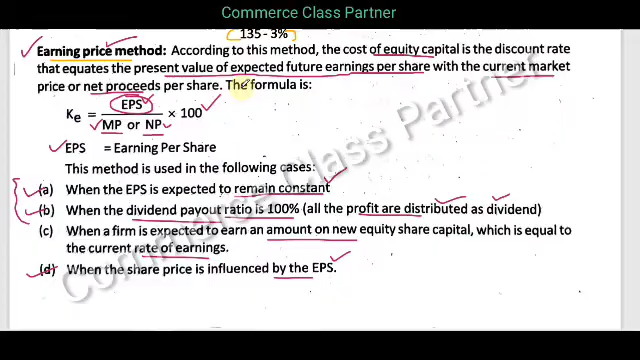 Commerce Class Partner
135 - 3%
Earning price method: According to this method, the cost of equity capital is the discount rate
that equates the present value of expected future earnings per share with the current market
price or net proceeds per share. The formula is:
Ke = EPS / MP or NP × 100
EPS = Earning Per Share
This method is used in the following cases:
(a) When the EPS is expected to remain constant
(b) When the dividend payout ratio is 100% (all the profit are distributed as dividend)
(c) When a firm is expected to earn an amount on new equity share capital, which is equal to
the current rate of earnings.
(d) When the share price is influenced by the EPS.
Commerce Class Partner